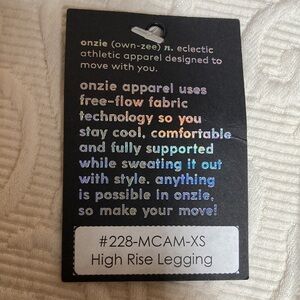 onzie (own-zee) n. eclectic
athletic apparel designed to
move with you.
onzie apparel uses
free-flow fabric
technology so you
stay cool, comfortable
and fully supported
while sweating it out
with style. anything
is possible in onzie,
so make your move!
#228-MCAM-XS
High Rise Legging